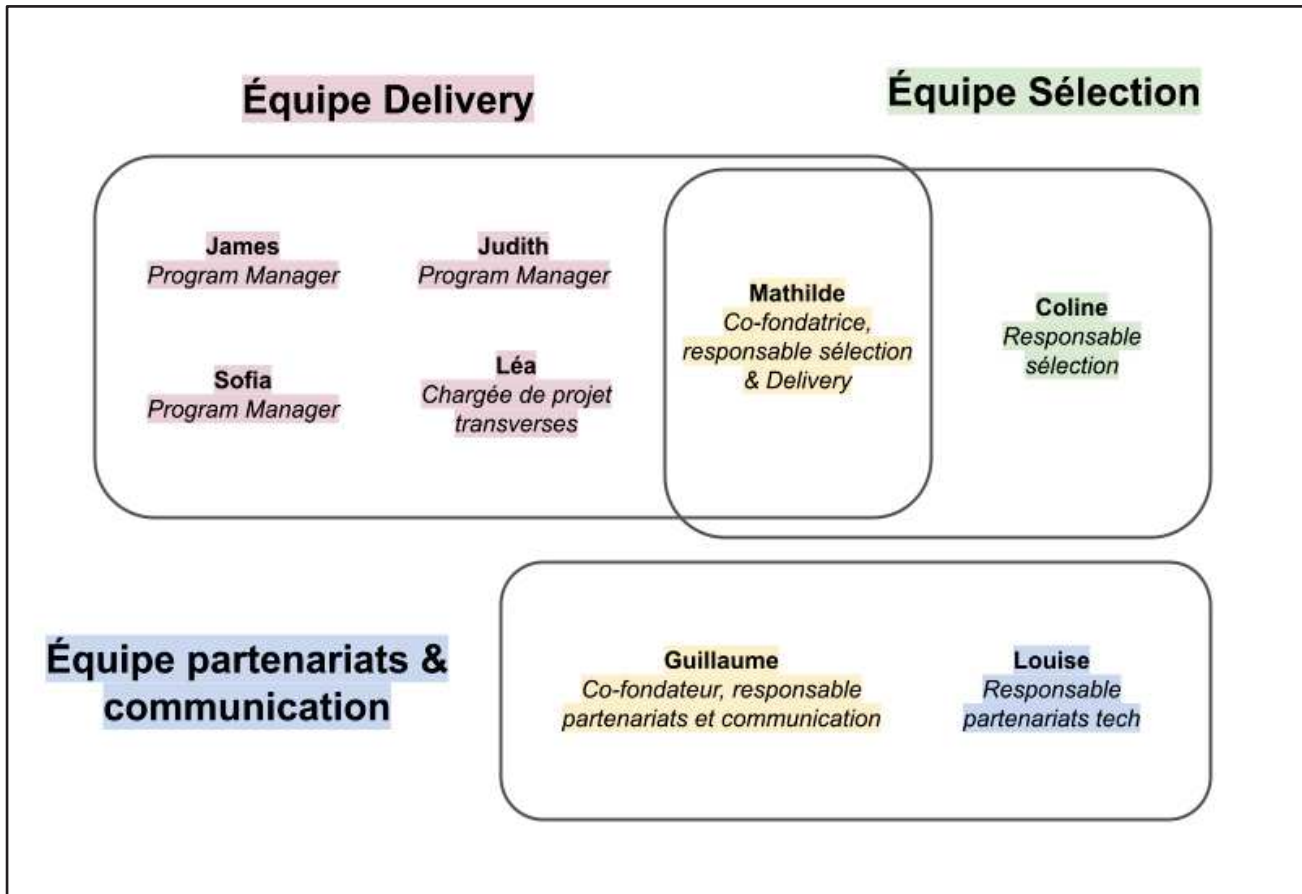 Équipe Delivery
Équipe Sélection
James
Program Manager
Judith
Program Manager
Sofia
Program Manager
Léa
Chargée de projet
transverses
Mathilde
Co-fondatrice,
responsable sélection
& Delivery
Coline
Responsable
sélection
Équipe partenariats &
communication
Guillaume
Co-fondateur, responsable
partenariats et communication
Louise
Responsable
partenariats tech